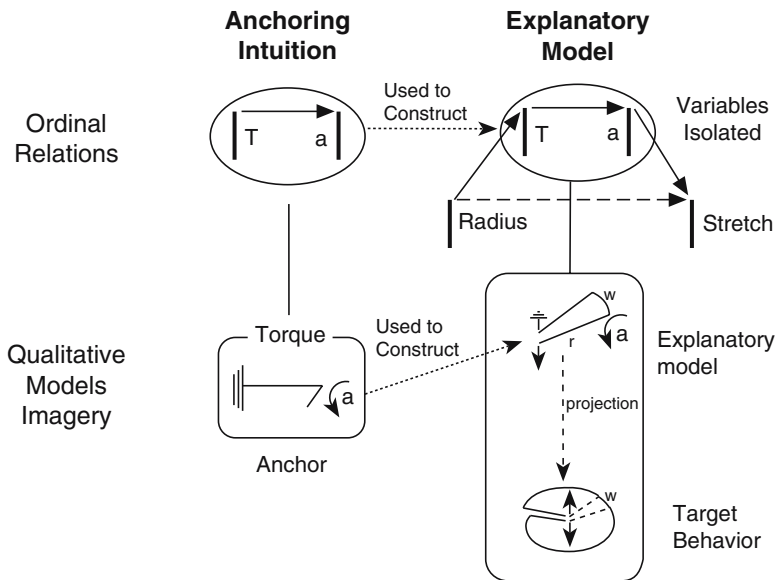 Anchoring
Intuition
Explanatory
Model
Ordinal
Relations
T
a
Used to
Construct
T
a
Variables
Isolated
Radius
Stretch
Qualitative
Models
Imagery
Torque
a
Anchor
Used to
Construct
w
a
r
Explanatory
model
projection
w
Target
Behavior